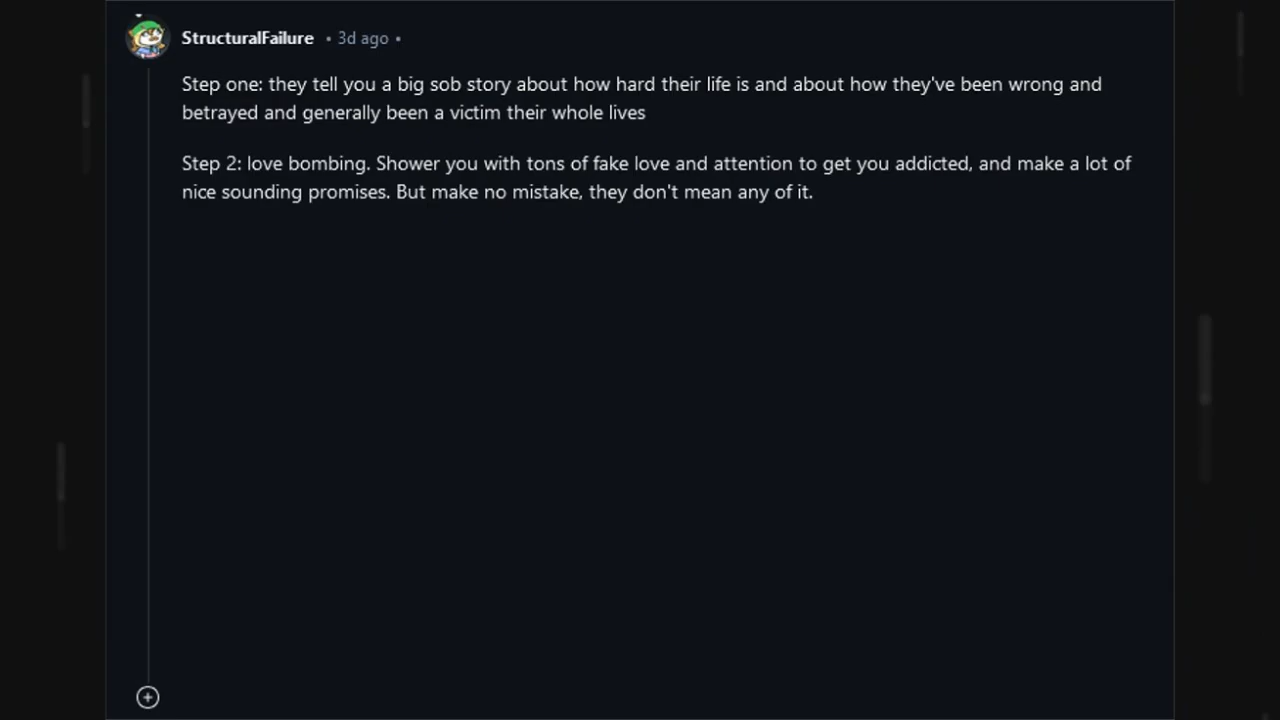 StructuralFailure • 3d ago •
Step one: they tell you a big sob story about how hard their life is and about how they've been wrong and
betrayed and generally been a victim their whole lives
Step 2: love bombing. Shower you with tons of fake love and attention to get you addicted, and make a lot of
nice sounding promises. But make no mistake, they don't mean any of it.